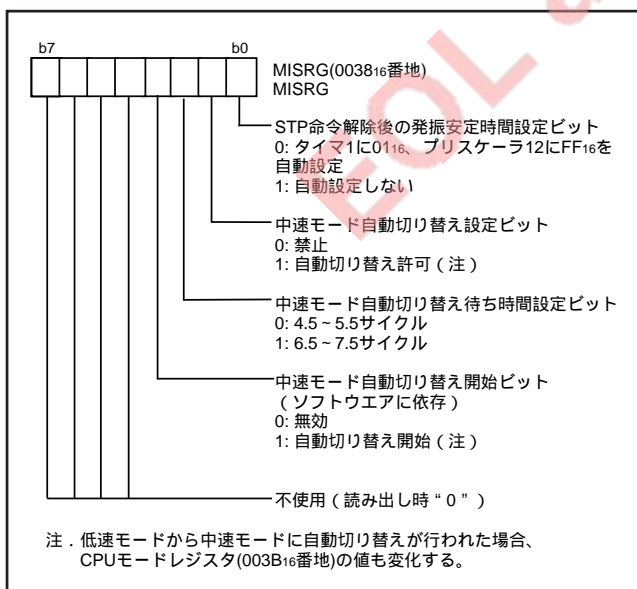 b7 b0
MISRG(003816番地)
MISRG
STP命令解除後の発振安定時間設定ビット
0: タイマ1に0116、プリスケーラ12にFF16を
自動設定
1: 自動設定しない
中速モード自動切り替え設定ビット
0: 禁止
1: 自動切り替え許可（注）
中速モード自動切り替え待ち時間設定ビット
0: 4.5～5.5サイクル
1: 6.5～7.5サイクル
中速モード自動切り替え開始ビット
（ソフトウエアに依存）
0: 無効
1: 自動切り替え開始（注）
不使用（読み出し時“0”）
注．低速モードから中速モードに自動切り替えが行われた場合、
CPUモードレジスタ(003B16番地)の値も変化する。
EOL